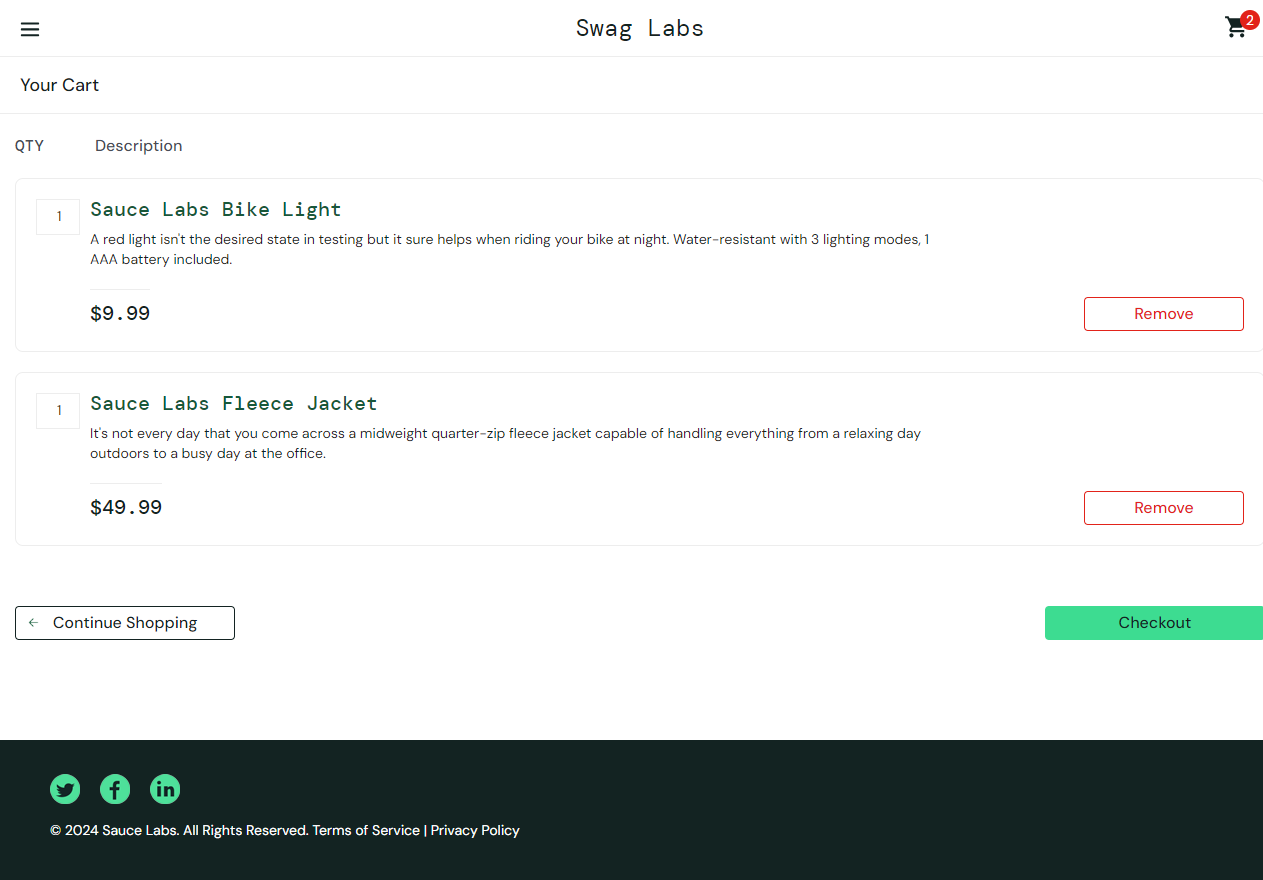 Swag Labs
2
Your Cart
QTY Description
1
Sauce Labs Bike Light
A red light isn't the desired state in testing but it sure helps when riding your bike at night. Water-resistant with 3 lighting modes, 1
AAA battery included.
$9.99
Remove
1
Sauce Labs Fleece Jacket
It's not every day that you come across a midweight quarter-zip fleece jacket capable of handling everything from a relaxing day
outdoors to a busy day at the office.
$49.99
Remove
Continue Shopping
Checkout
© 2024 Sauce Labs. All Rights Reserved. Terms of Service | Privacy Policy